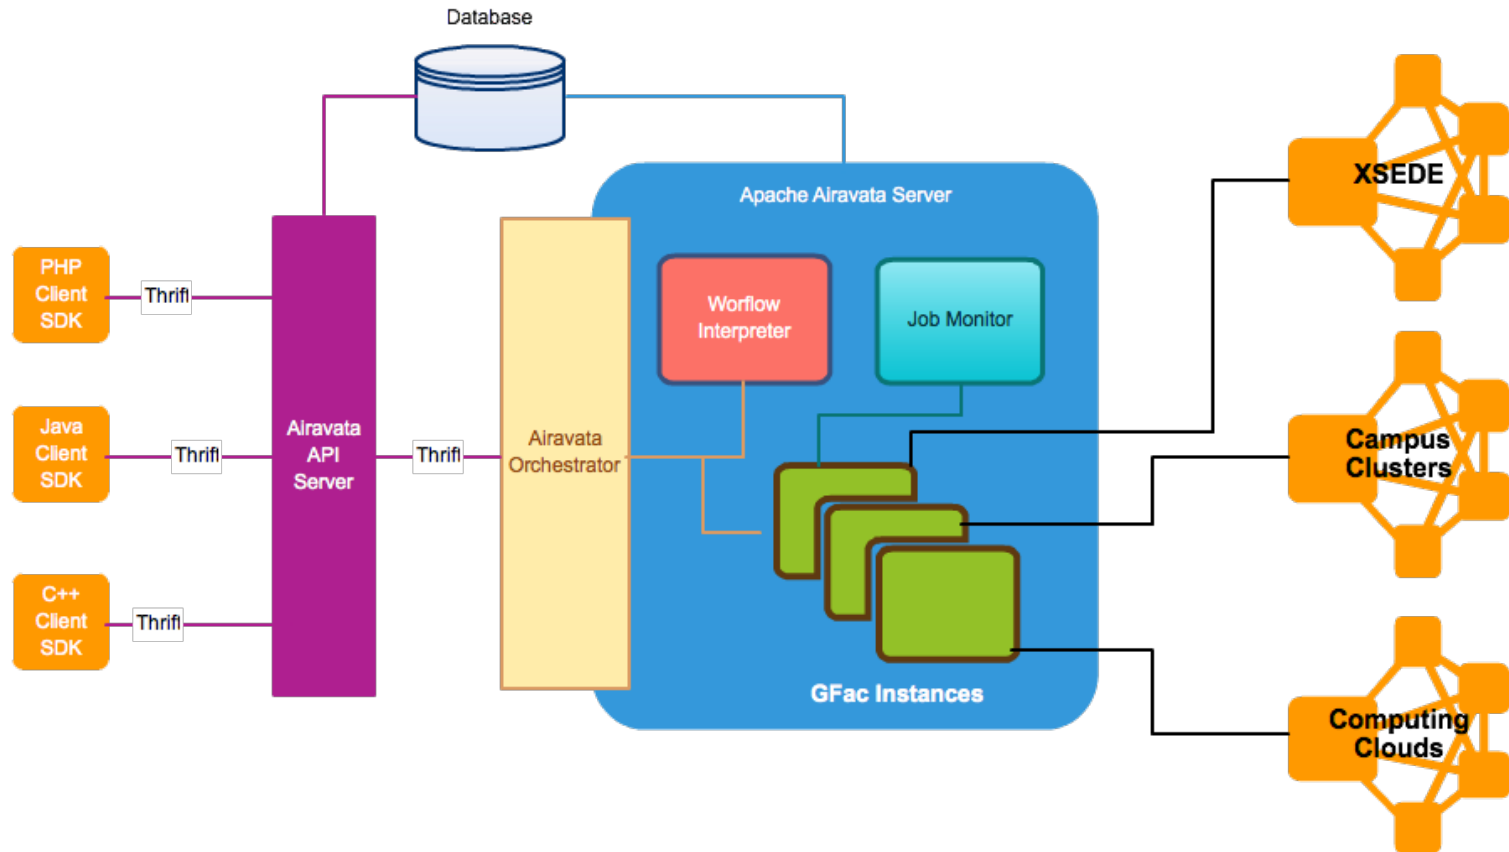 Database
Apache Airavata Server
PHP
Client
SDK
Thrift
Java
Client
SDK
Thrift
C++
Client
SDK
Thrift
Airavata
API
Server
Thrift
Airavata
Orchestrator
Worflow
Interpreter
Job Monitor
GFac Instances
XSEDE
Campus
Clusters
Computing
Clouds